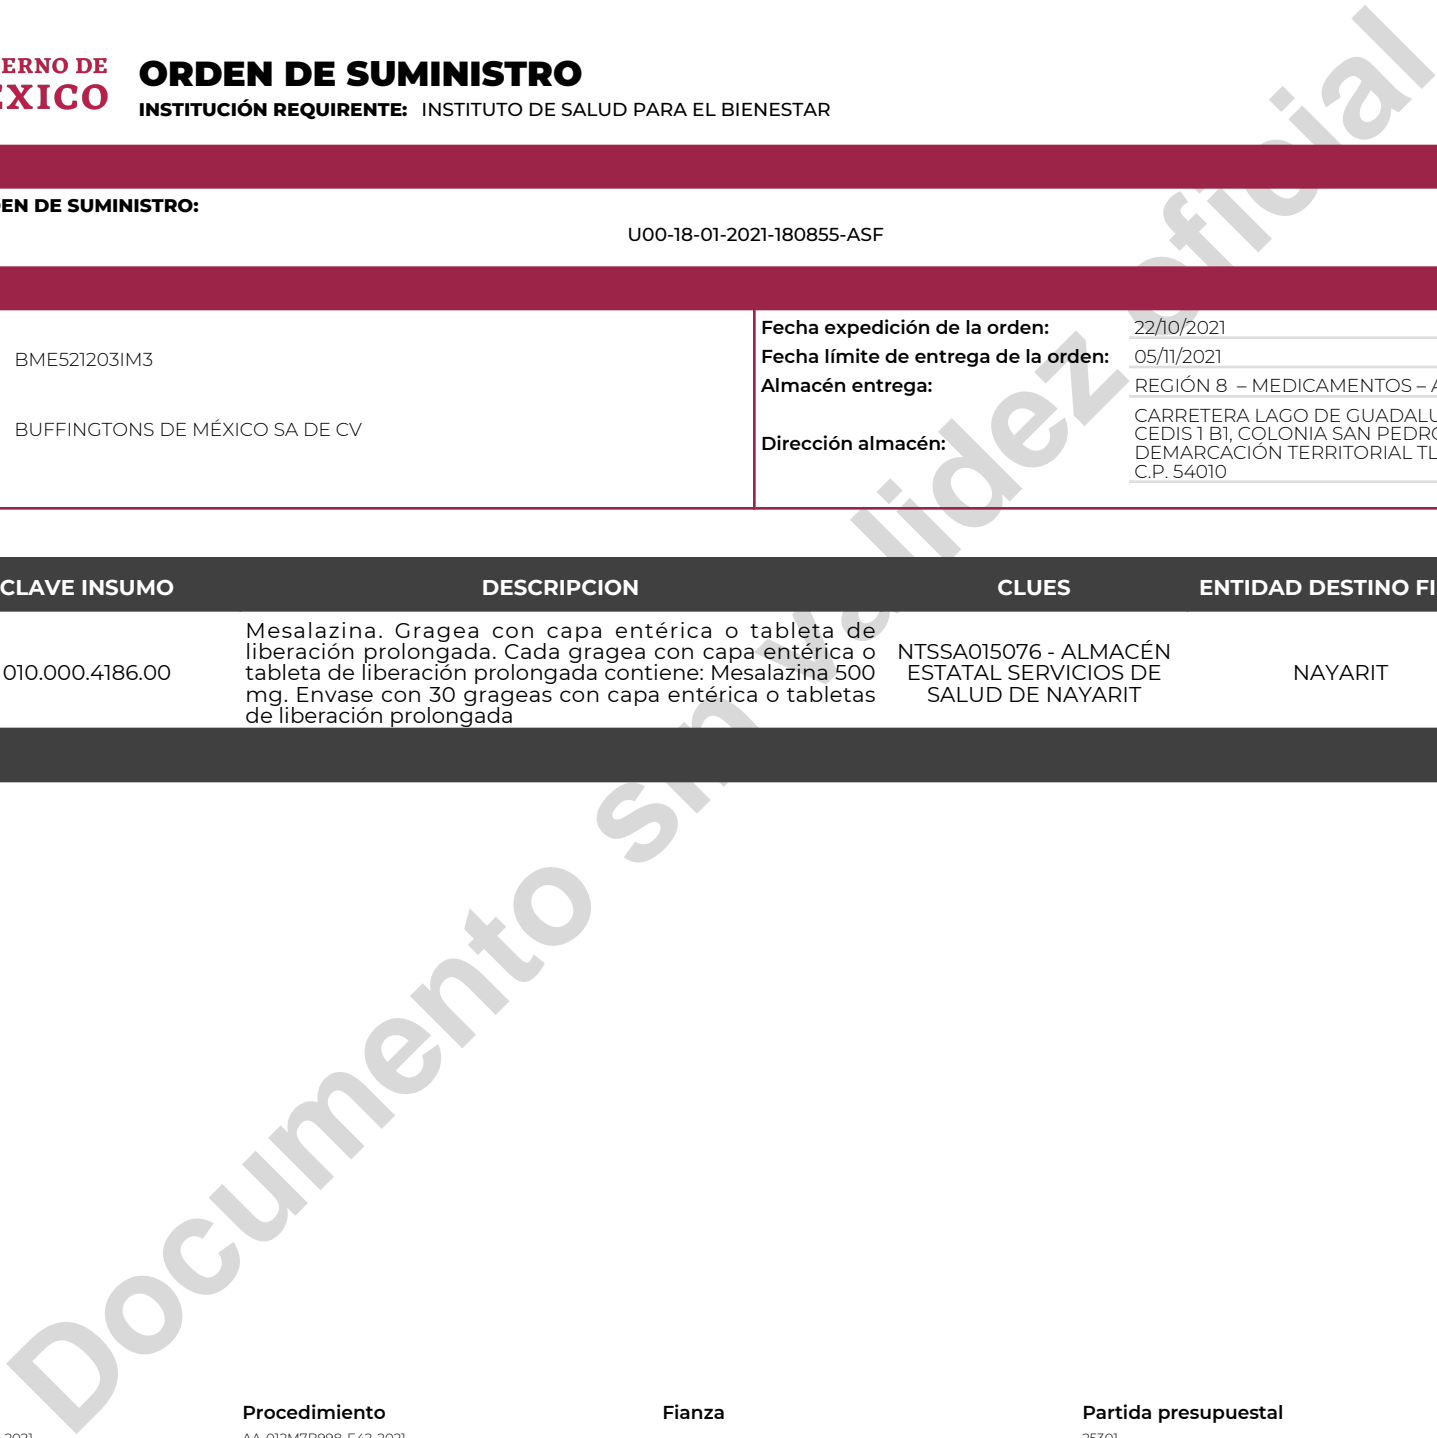 ERNO DE
ÉXICO
ORDEN DE SUMINISTRO
INSTITUCIÓN REQUIRENTE: INSTITUTO DE SALUD PARA EL BIENESTAR
EN DE SUMINISTRO:
U00-18-01-2021-180855-ASF
BME521203IM3
BUFFINGTONS DE MÉXICO SA DE CV
Fecha expedición de la orden: 22/10/2021
Fecha límite de entrega de la orden: 05/11/2021
Almacén entrega: REGIÓN 8 – MEDICAMENTOS – A
Dirección almacén:
CARRETERA LAGO DE GUADALU
CEDIS 1 B1, COLONIA SAN PEDRO
DEMARCACIÓN TERRITORIAL TL
C.P. 54010
CLAVE INSUMO DESCRIPCION CLUES ENTIDAD DESTINO FI
010.000.4186.00
Mesalazina. Gragea con capa entérica o tableta de
liberación prolongada. Cada gragea con capa entérica o
tableta de liberación prolongada contiene: Mesalazina 500
mg. Envase con 30 grageas con capa entérica o tabletas
de liberación prolongada
NTSSA015076 - ALMACÉN
ESTATAL SERVICIOS DE
SALUD DE NAYARIT
NAYARIT
Documento sin validez oficial
Procedimiento Fianza Partida presupuestal